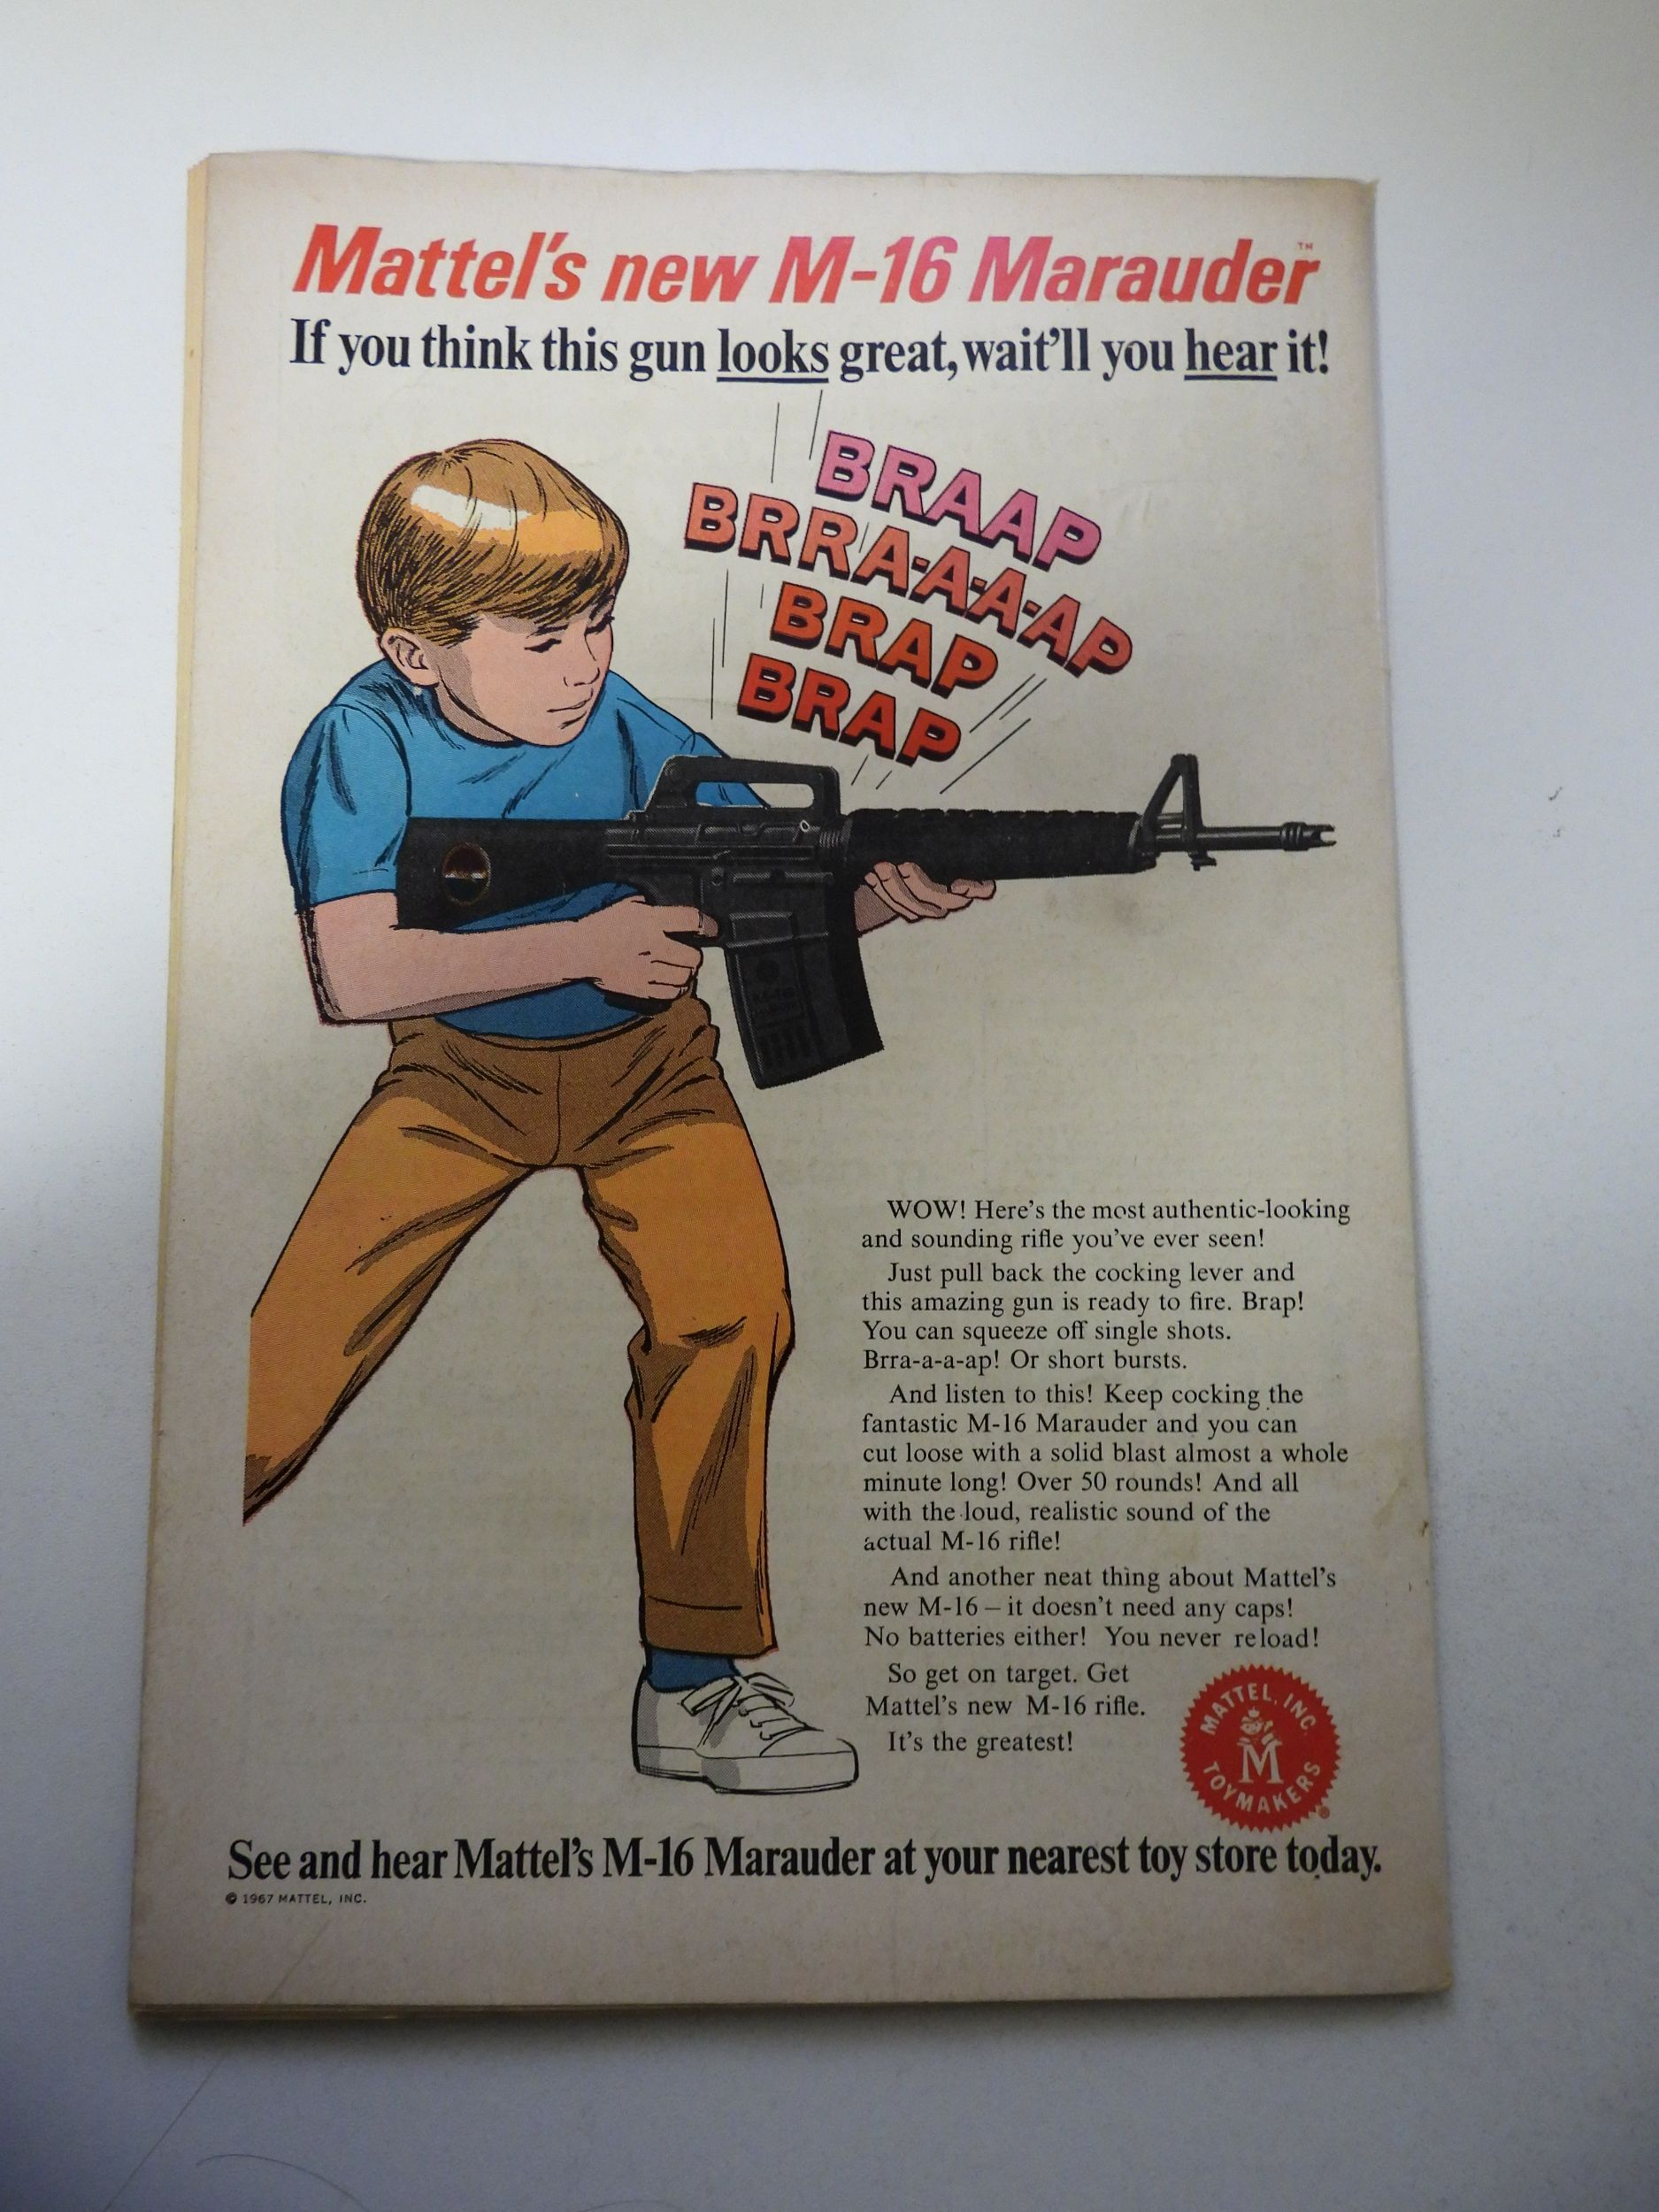 Mattel's new M-16 Marauder™
If you think this gun looks great, wait'll you hear it!
BRAAP
BRRA-A-A-AP
BRAP
BRAP
WOW! Here's the most authentic-looking
and sounding rifle you've ever seen!
Just pull back the cocking lever and
this amazing gun is ready to fire. Brap!
You can squeeze off single shots.
Brra-a-a-ap! Or short bursts.
And listen to this! Keep cocking the
fantastic M-16 Marauder and you can
cut loose with a solid blast almost a whole
minute long! Over 50 rounds! And all
with the loud, realistic sound of the
actual M-16 rifle!
And another neat thing about Mattel's
new M-16 – it doesn't need any caps!
No batteries either! You never reload!
So get on target. Get
Mattel's new M-16 rifle.
It's the greatest!
MATTEL, INC.
M
TOYMAKERS
®
See and hear Mattel's M-16 Marauder at your nearest toy store today.
© 1967 MATTEL, INC.